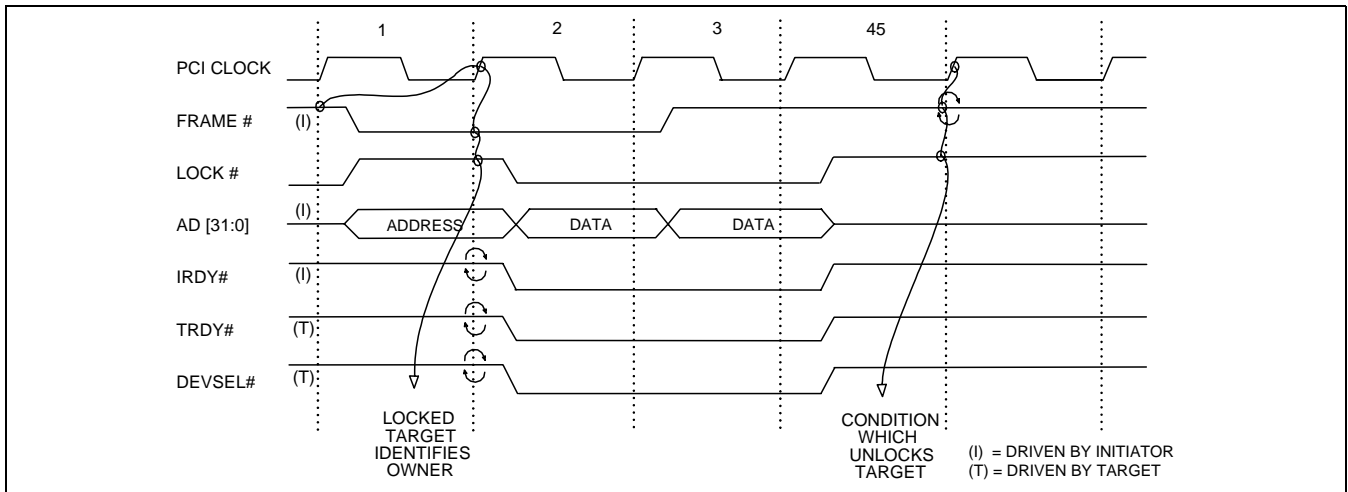 1 2 3 45
PCI CLOCK
FRAME # (I)
LOCK #
AD [31:0] (I) ADDRESS DATA DATA
IRDY# (I)
TRDY# (T)
DEVSEL# (T)
LOCKED
TARGET
IDENTIFIES
OWNER
CONDITION
WHICH
UNLOCKS
TARGET
(I) = DRIVEN BY INITIATOR
(T) = DRIVEN BY TARGET